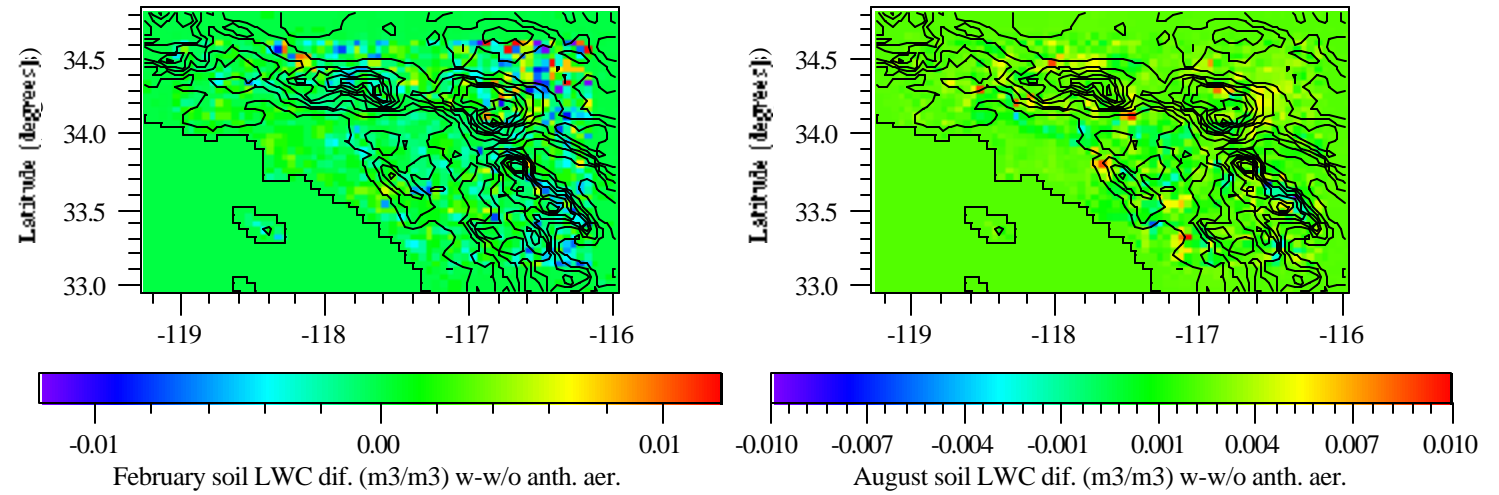 Latitude [degrees]
34.5
34.0
33.5
33.0
-119 -118 -117 -116
-0.01 0.00 0.01
February soil LWC dif. (m3/m3) w-w/o anth. aer.
Latitude [degrees]
34.5
34.0
33.5
33.0
-119 -118 -117 -116
-0.010 -0.007 -0.004 -0.001 0.001 0.004 0.007 0.010
August soil LWC dif. (m3/m3) w-w/o anth. aer.